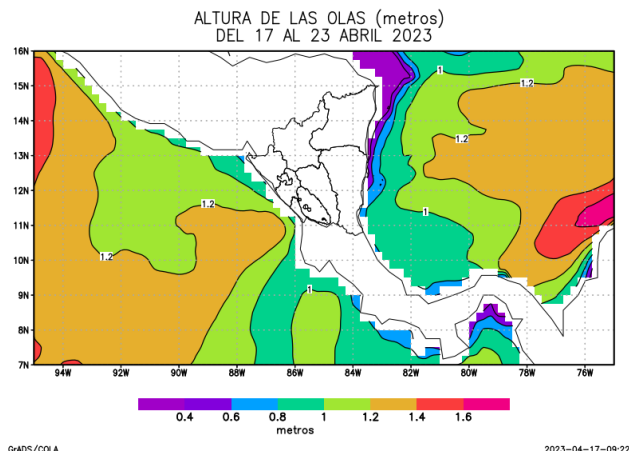 ALTURA DE LAS OLAS (metros)
DEL 17 AL 23 ABRIL 2023
16N
15N
14N
13N
12N
11N
10N
9N
8N
7N
1
1.2
1.2
1.2
1
1.2
1
94W 92W 90W 88W 86W 84W 82W 80W 78W 76W
0.4 0.6 0.8 1 1.2 1.4 1.6
metros
GrADS/COLA
2023-04-17-09:22